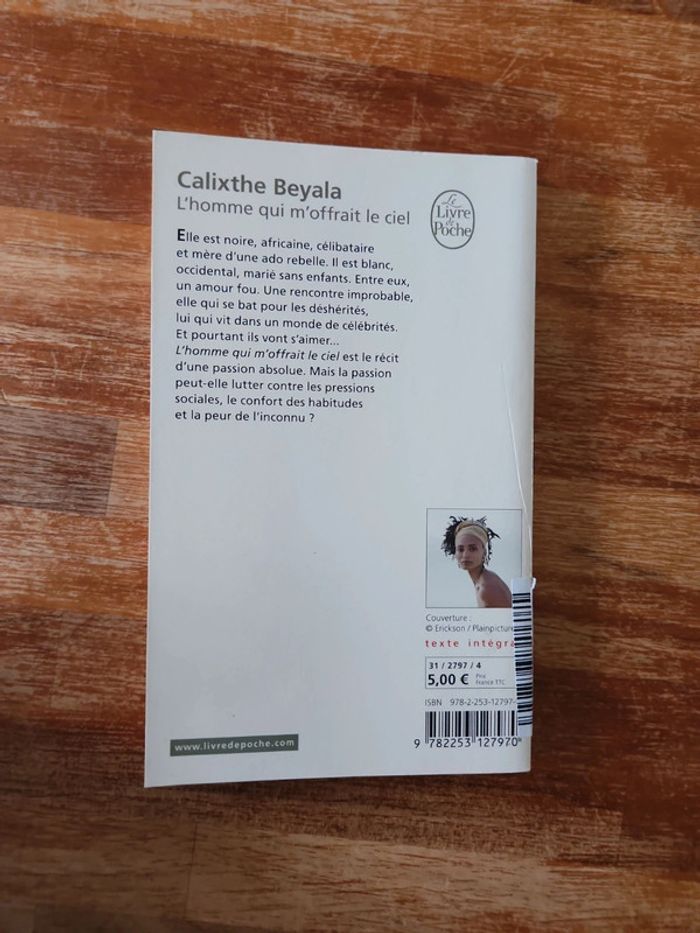 Calixthe Beyala
L'homme qui m'offrait le ciel
Le
Livre
de
Poche
Elle est noire, africaine, célibataire
et mère d'une ado rebelle. Il est blanc,
occidental, marié sans enfants. Entre eux,
un amour fou. Une rencontre improbable,
elle qui se bat pour les déshérités,
lui qui vit dans un monde de célébrités.
Et pourtant ils vont s'aimer...
L'homme qui m'offrait le ciel est le récit
d'une passion absolue. Mais la passion
peut-elle lutter contre les pressions
sociales, le confort des habitudes
et la peur de l'inconnu ?
Couverture :
© Erickson / Plainpicture
texte intégra
31 / 2797 / 4
5,00 € Prix
France TTC
ISBN 978-2-253-12797-
9 782253 127970
www.livredepoche.com